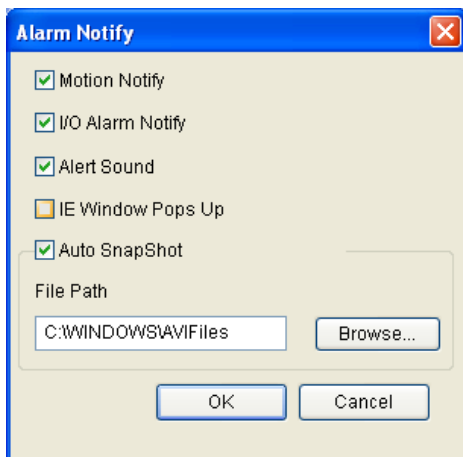 Alarm Notify
Motion Notify
I/O Alarm Notify
Alert Sound
IE Window Pops Up
Auto SnapShot
File Path
C:\WINDOWS\AVIFiles
Browse...
OK
Cancel